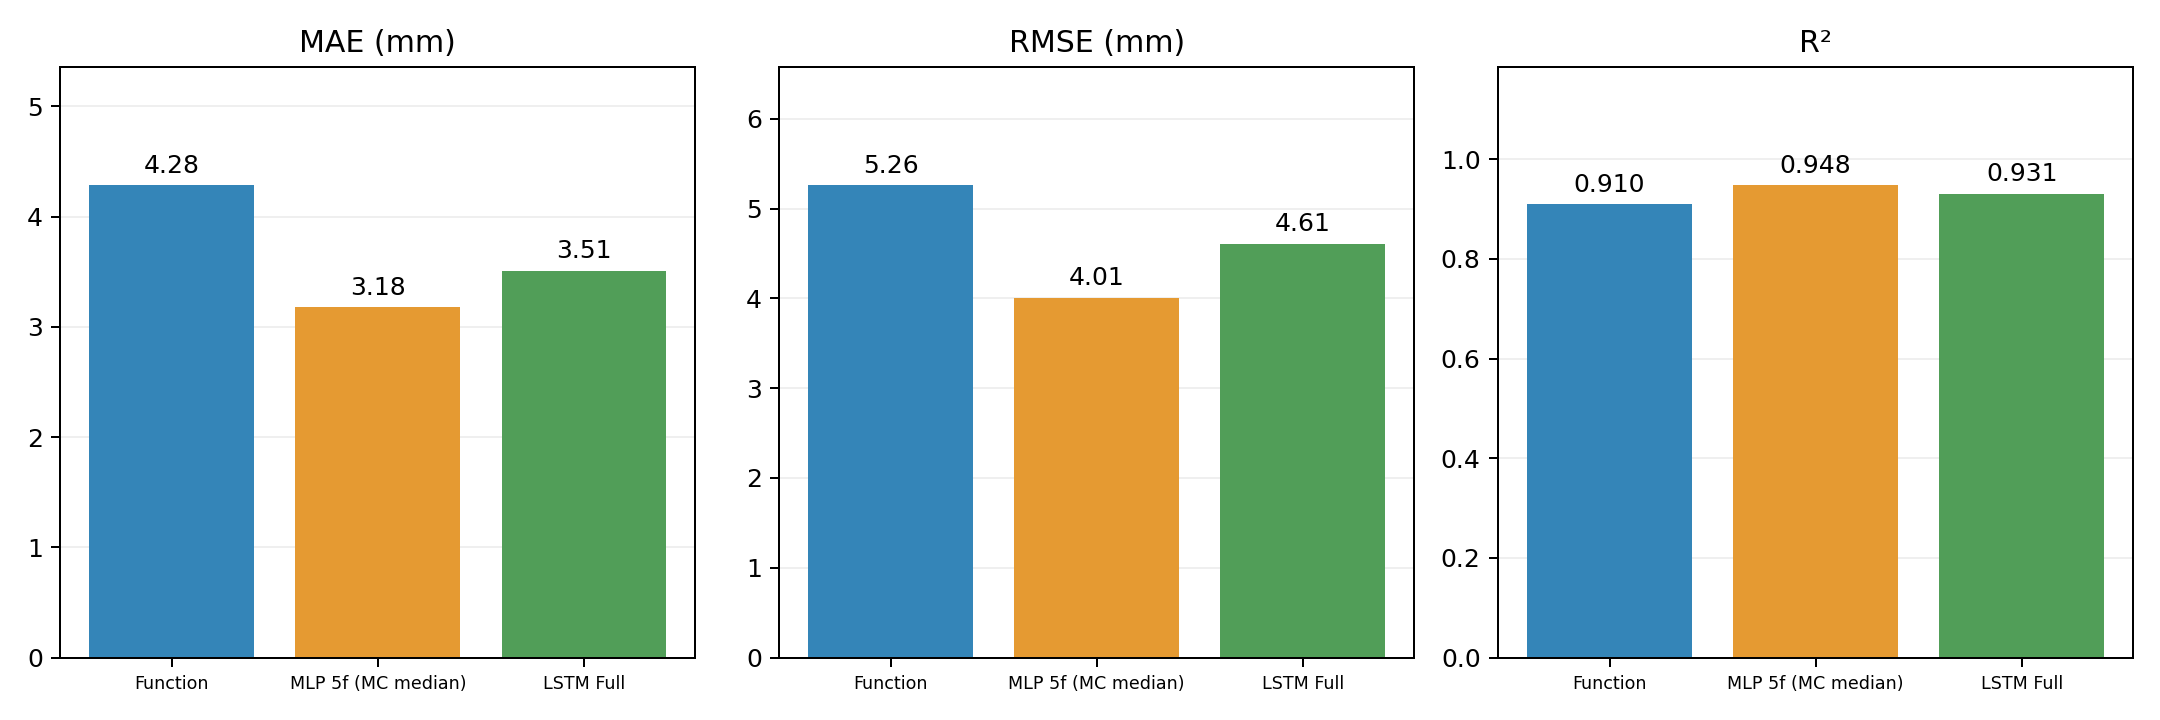 MAE (mm)
5
4
3
2
1
0
4.28
3.18
3.51
Function
MLP 5f (MC median)
LSTM Full
RMSE (mm)
6
5
4
3
2
1
0
5.26
4.01
4.61
Function
MLP 5f (MC median)
LSTM Full
R²
1.0
0.8
0.6
0.4
0.2
0.0
0.910
0.948
0.931
Function
MLP 5f (MC median)
LSTM Full